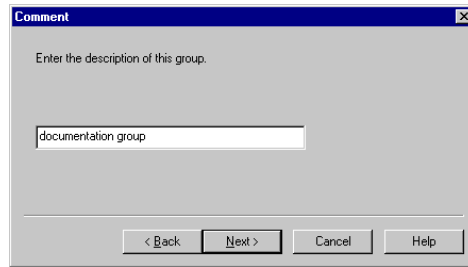 Comment
Enter the description of this group.
documentation group
< Back Next > Cancel Help